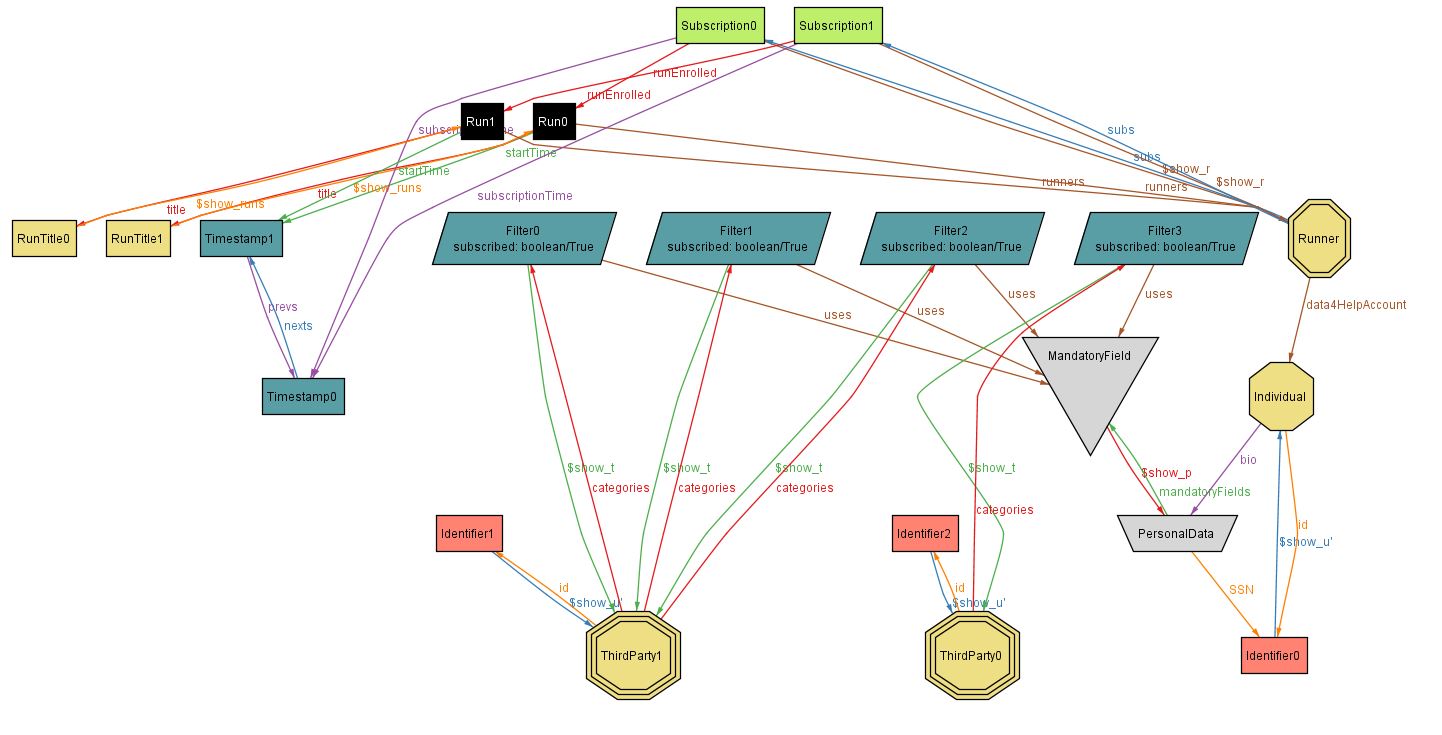 Subscription0
Subscription1
runEnrolled
runEnrolled
Run1
Run0
subscriptionTime
subs
startTime
subs
startTime
$show_r
$show_r
runners
runners
$show_runs
title
$show_runs
title
subscriptionTime
RunTitle0
RunTitle1
Timestamp1
Filter0
subscribed: boolean/True
Filter1
subscribed: boolean/True
Filter2
subscribed: boolean/True
Filter3
subscribed: boolean/True
Runner
uses
uses
uses
uses
data4HelpAccount
prevs
nexts
MandatoryField
Timestamp0
Individual
$show_t
$show_t
$show_t
$show_t
categories
categories
categories
categories
$show_p
bio
mandatoryFields
Identifier1
Identifier2
PersonalData
id
$show_u'
id
$show_u'
id
$show_u'
SSN
ThirdParty1
ThirdParty0
Identifier0